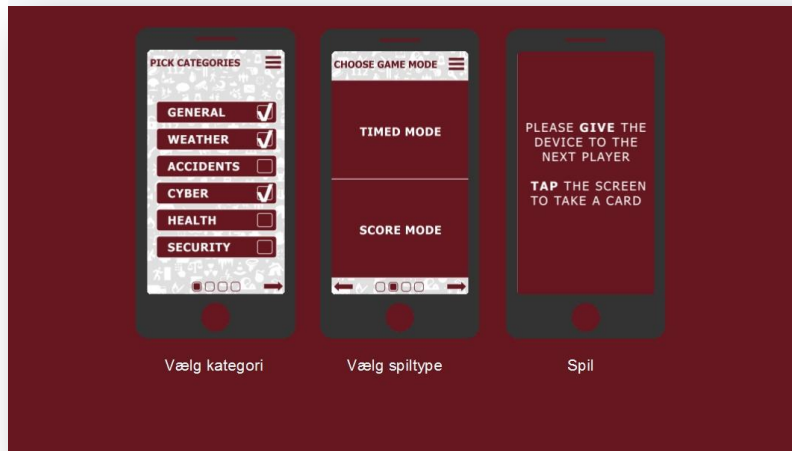 PICK CATEGORIES
GENERAL
WEATHER
ACCIDENTS
CYBER
HEALTH
SECURITY
Vælg kategori
CHOOSE GAME MODE
TIMED MODE
SCORE MODE
Vælg spiltype
PLEASE GIVE THE
DEVICE TO THE
NEXT PLAYER
TAP THE SCREEN
TO TAKE A CARD
Spil